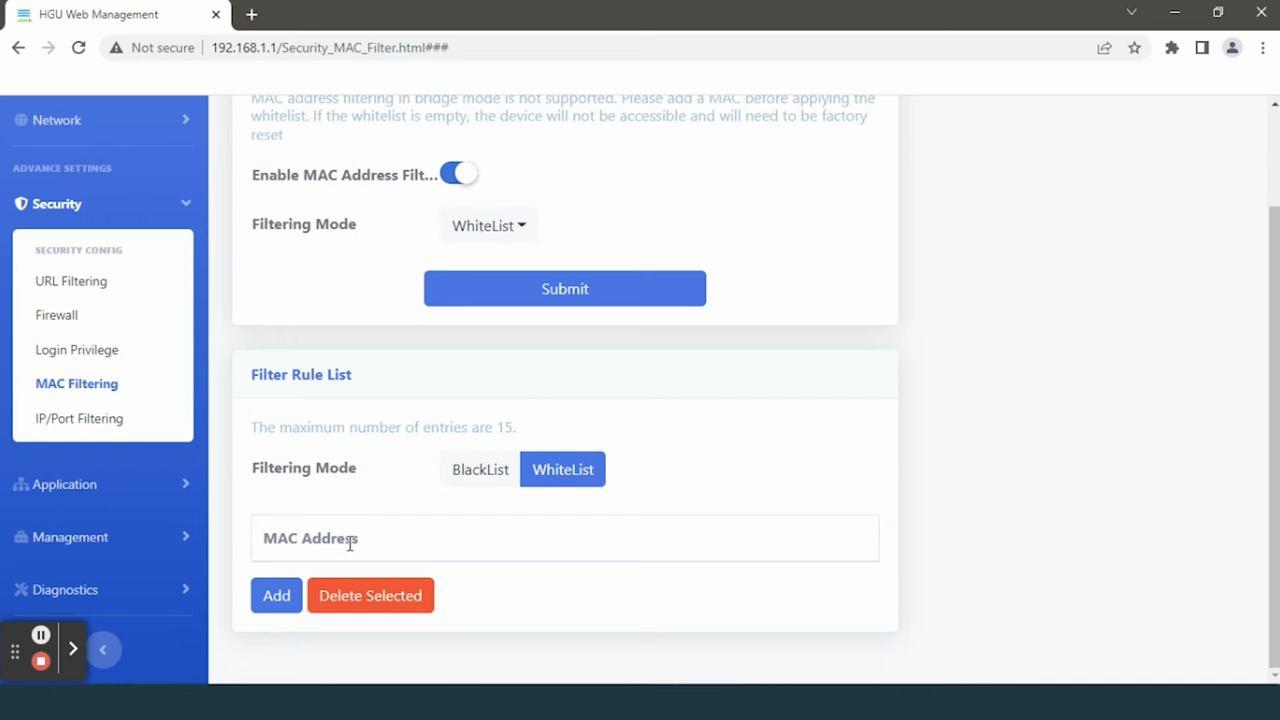 HGU Web Management
Not secure
192.168.1.1/Security_MAC_Filter.html###
Network
ADVANCE SETTINGS
Security
SECURITY CONFIG
URL Filtering
Firewall
Login Privilege
MAC Filtering
IP/Port Filtering
Application
Management
Diagnostics
MAC address filtering in bridge mode is not supported. Please add a MAC before applying the
whitelist. If the whitelist is empty, the device will not be accessible and will need to be factory
reset
Enable MAC Address Filt...
Filtering Mode
WhiteList
Submit
Filter Rule List
The maximum number of entries are 15.
Filtering Mode
BlackList
WhiteList
MAC Address
Add
Delete Selected